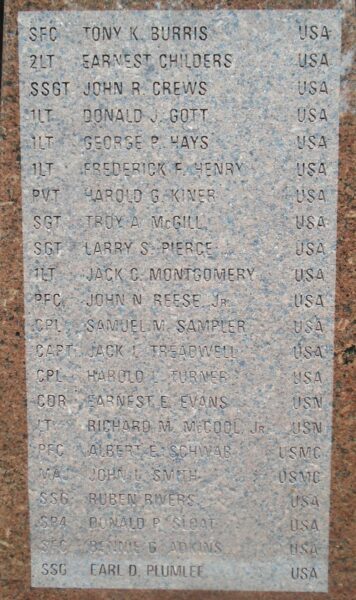 SFC TONY K. BURRIS USA
2LT EARNEST CHILDERS USA
SSGT JOHN R. CREWS USA
1LT DONALD J. GOTT USA
1LT GEORGE P. HAYS USA
1LT FREDERICK F. HENRY USA
PVT HAROLD G. KINER USA
SGT TROY A. McGILL USA
SGT LARRY S. PIERCE USA
1LT JACK C. MONTGOMERY USA
PFC JOHN N. REESE, Jr. USA
CPL SAMUEL M. SAMPLER USA
CAPT JACK L. TREADWELL USA
CPL HAROLD L. TURNER USA
CDR EARNEST E. EVANS USN
LT RICHARD M. McCOOL, Jr. USN
PFC ALBERT E. SCHWAB USMC
MAJ JOHN L. SMITH USMC
SSG RUBEN RIVERS USA
SP4 DONALD P. SLOAT USA
SFC BENNIE G. ADKINS USA
SSG EARL D. PLUMLEE USA